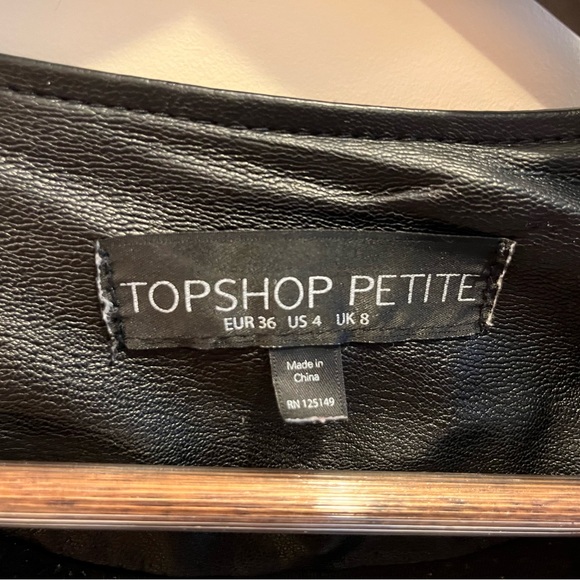 TOPSHOP PETITE
EUR 36 US 4 UK 8
Made in
China
RN 125149